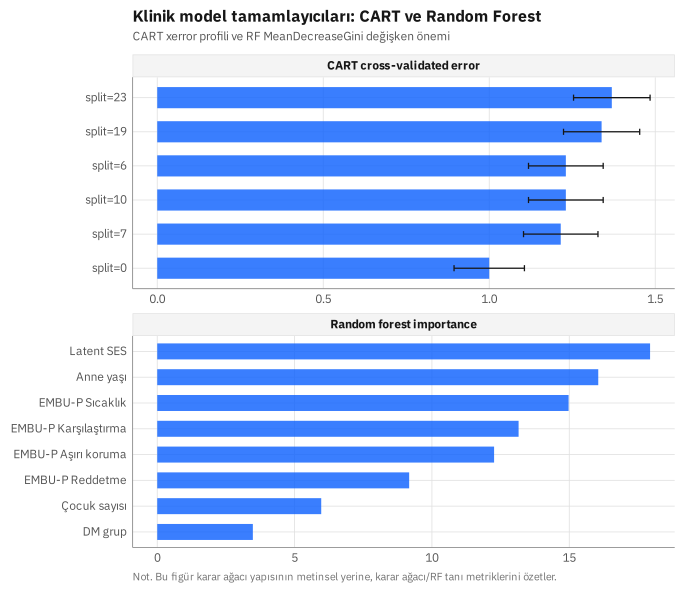 Klinik model tamamlayıcıları: CART ve Random Forest
CART xerror profili ve RF MeanDecreaseGini değişken önemi
CART cross-validated error
split=23
split=19
split=6
split=10
split=7
split=0
0.0 0.5 1.0 1.5
Random forest importance
Latent SES
Anne yaşı
EMBU-P Sıcaklık
EMBU-P Karşılaştırma
EMBU-P Aşırı koruma
EMBU-P Reddetme
Çocuk sayısı
DM grup
0 5 10 15
Not. Bu figür karar ağacı yapısının metinsel yerine, karar ağacı/RF tanı metriklerini özetler.